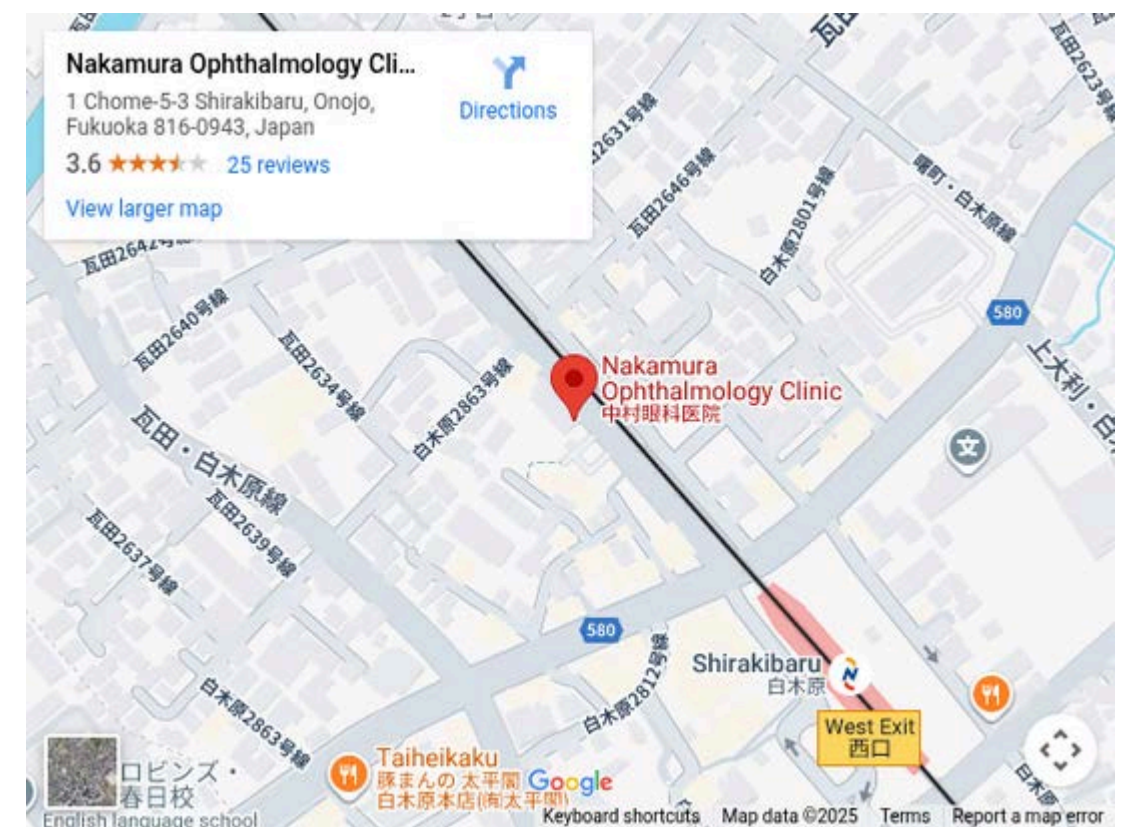 Nakamura Ophthalmology Cli...
1 Chome-5-3 Shirakibaru, Onojo,
Fukuoka 816-0943, Japan
3.6
25 reviews
View larger map
Directions
瓦田2623号線
瓦田2631号線
瓦田2646号線
白木原2801号線
曙町・白木原線
瓦田2640号線
瓦田2634号線
580
Nakamura
Ophthalmology Clinic
中村眼科医院
白木原2863号線
瓦田・白木原線
文
瓦田2639号線
瓦田2637号線
580
白木原2812号線
Shirakibaru
白木原
West Exit
西口
白木原2863号線
Taiheikaku
豚まんの 太平閣
白木原本店(有太平閣)
ロビンズ・
春日校
English language school
Google
Keyboard shortcuts
Map data ©2025
Terms
Report a map error